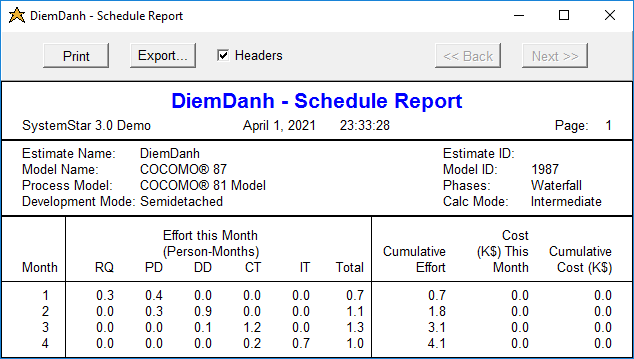 DiemDanh - Schedule Report
Print Export... Headers << Back Next >>
DiemDanh - Schedule Report
SystemStar 3.0 Demo April 1, 2021 23:33:28 Page: 1
Estimate Name: DiemDanh Estimate ID:
Model Name: COCOMO® 87 Model ID: 1987
Process Model: COCOMO® 81 Model Phases: Waterfall
Development Mode: Semidetached Calc Mode: Intermediate
Effort this Month Cost
(Person-Months) Cumulative (K$) This Cumulative
Month RQ PD DD CT IT Total Effort Month Cost (K$)
1 0.3 0.4 0.0 0.0 0.0 0.7 0.7 0.0 0.0
2 0.0 0.3 0.9 0.0 0.0 1.1 1.8 0.0 0.0
3 0.0 0.0 0.1 1.2 0.0 1.3 3.1 0.0 0.0
4 0.0 0.0 0.0 0.2 0.7 1.0 4.1 0.0 0.0